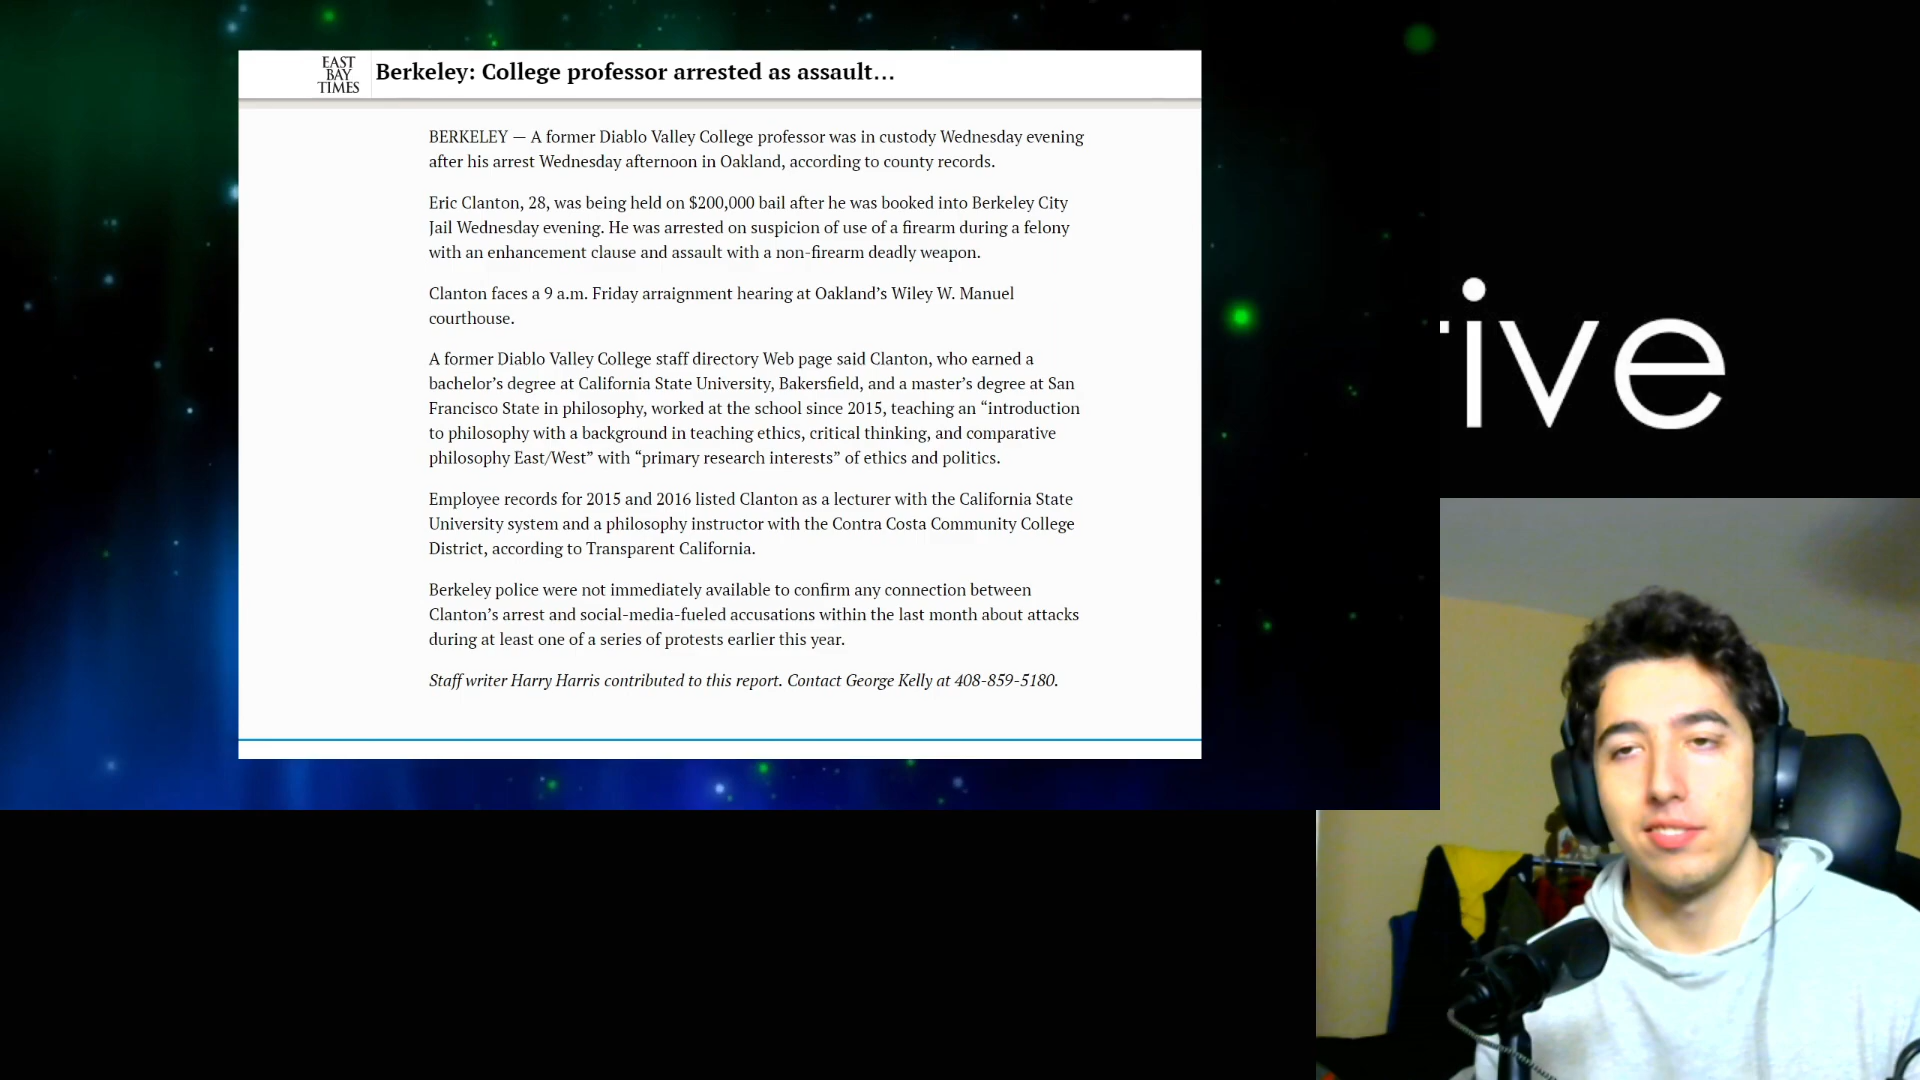 EAST
BAY
TIMES
Berkeley: College professor arrested as assault...
BERKELEY — A former Diablo Valley College professor was in custody Wednesday evening
after his arrest Wednesday afternoon in Oakland, according to county records.
Eric Clanton, 28, was being held on $200,000 bail after he was booked into Berkeley City
Jail Wednesday evening. He was arrested on suspicion of use of a firearm during a felony
with an enhancement clause and assault with a non-firearm deadly weapon.
Clanton faces a 9 a.m. Friday arraignment hearing at Oakland’s Wiley W. Manuel
courthouse.
A former Diablo Valley College staff directory Web page said Clanton, who earned a
bachelor’s degree at California State University, Bakersfield, and a master’s degree at San
Francisco State in philosophy, worked at the school since 2015, teaching an “introduction
to philosophy with a background in teaching ethics, critical thinking, and comparative
philosophy East/West” with “primary research interests” of ethics and politics.
Employee records for 2015 and 2016 listed Clanton as a lecturer with the California State
University system and a philosophy instructor with the Contra Costa Community College
District, according to Transparent California.
Berkeley police were not immediately available to confirm any connection between
Clanton’s arrest and social-media-fueled accusations within the last month about attacks
during at least one of a series of protests earlier this year.
Staff writer Harry Harris contributed to this report. Contact George Kelly at 408-859-5180.
ive